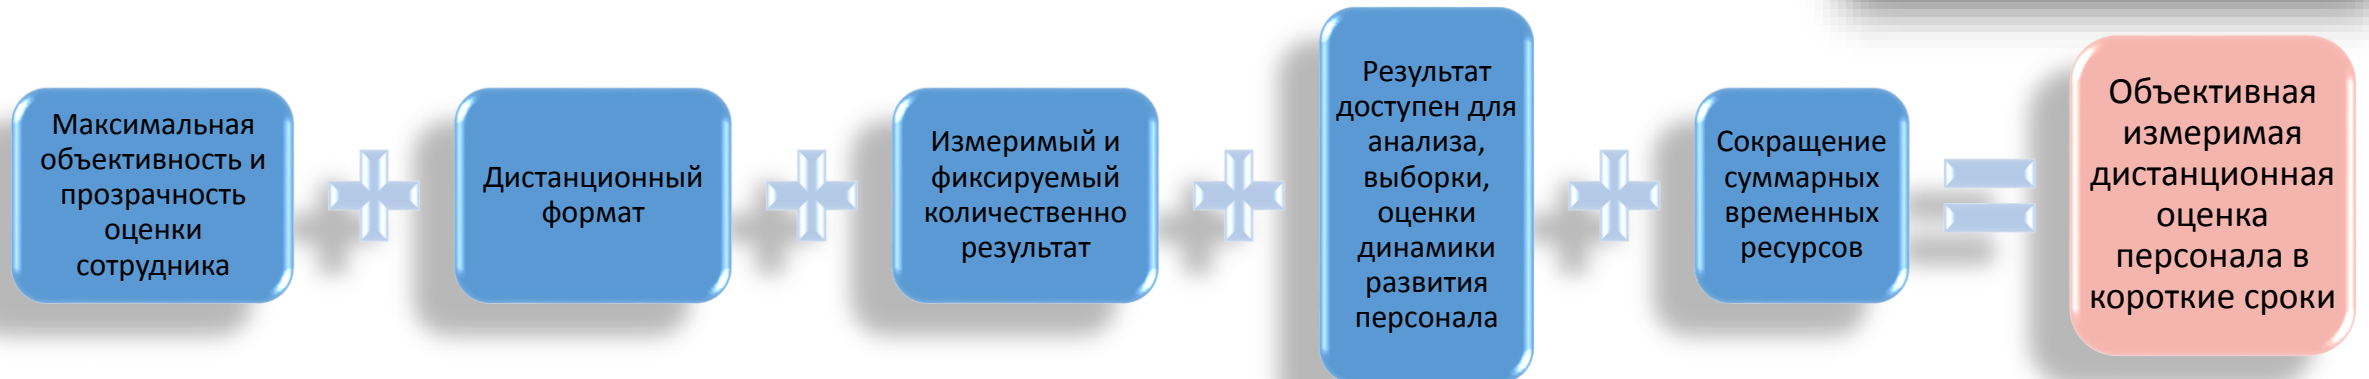 Максимальная
объективность и
прозрачность
оценки
сотрудника
Дистанционный
формат
Измеримый и
фиксируемый
количественно
результат
Результат
доступен для
анализа,
выборки,
оценки
динамики
развития
персонала
Сокращение
суммарных
временных
ресурсов
Объективная
измеримая
дистанционная
оценка
персонала в
короткие сроки